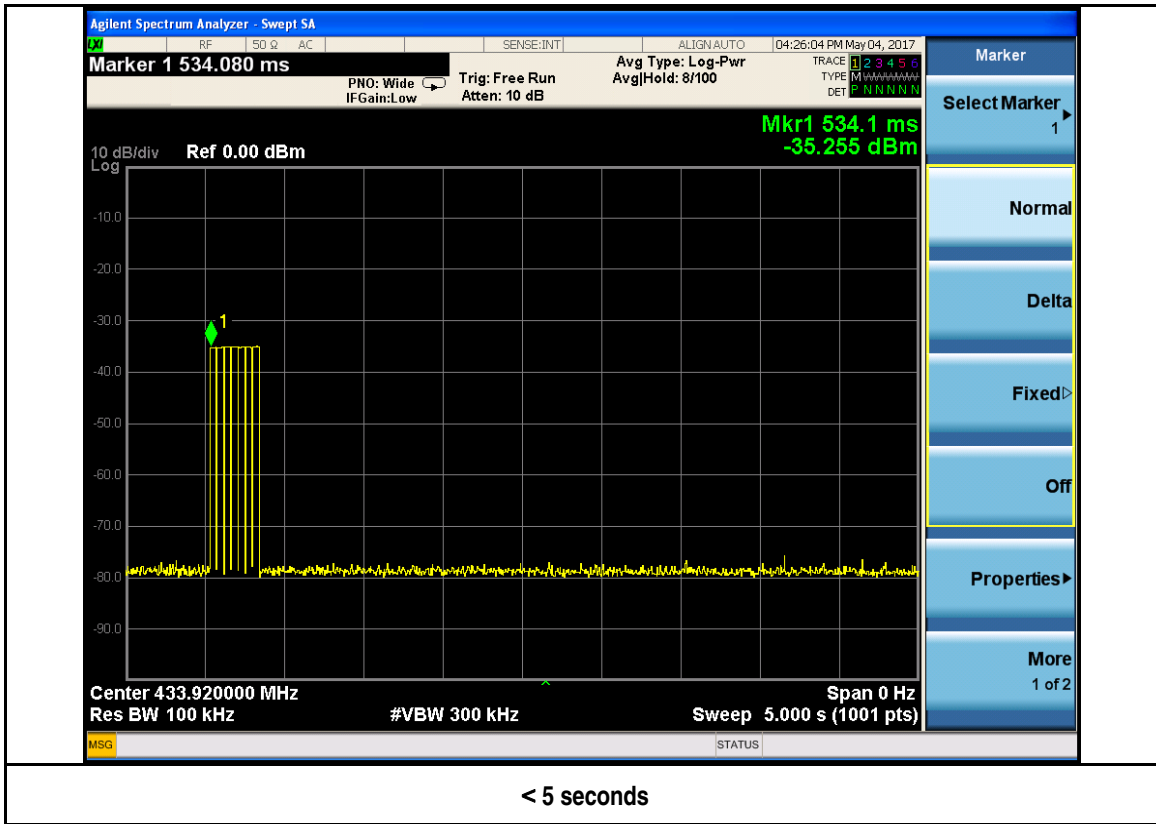 Agilent Spectrum Analyzer - Swept SA
LXI RF 50 Ω AC SENSE:INT ALIGN AUTO 04:26:04 PM May 04, 2017
Marker 1 534.080 ms
PNO: Wide
IFGain:Low
Trig: Free Run
Atten: 10 dB
Avg Type: Log-Pwr
Avg|Hold: 8/100
TRACE 1 2 3 4 5 6
TYPE M
DET P N N N N N
Mkr1 534.1 ms
-35.255 dBm
10 dB/div Ref 0.00 dBm
Log
-10.0
-20.0
-30.0
1
-40.0
-50.0
-60.0
-70.0
-80.0
-90.0
Center 433.920000 MHz Span 0 Hz
Res BW 100 kHz #VBW 300 kHz Sweep 5.000 s (1001 pts)
MSG STATUS
Marker
Select Marker
1
Normal
Delta
Fixed
Off
Properties
More
1 of 2
< 5 seconds